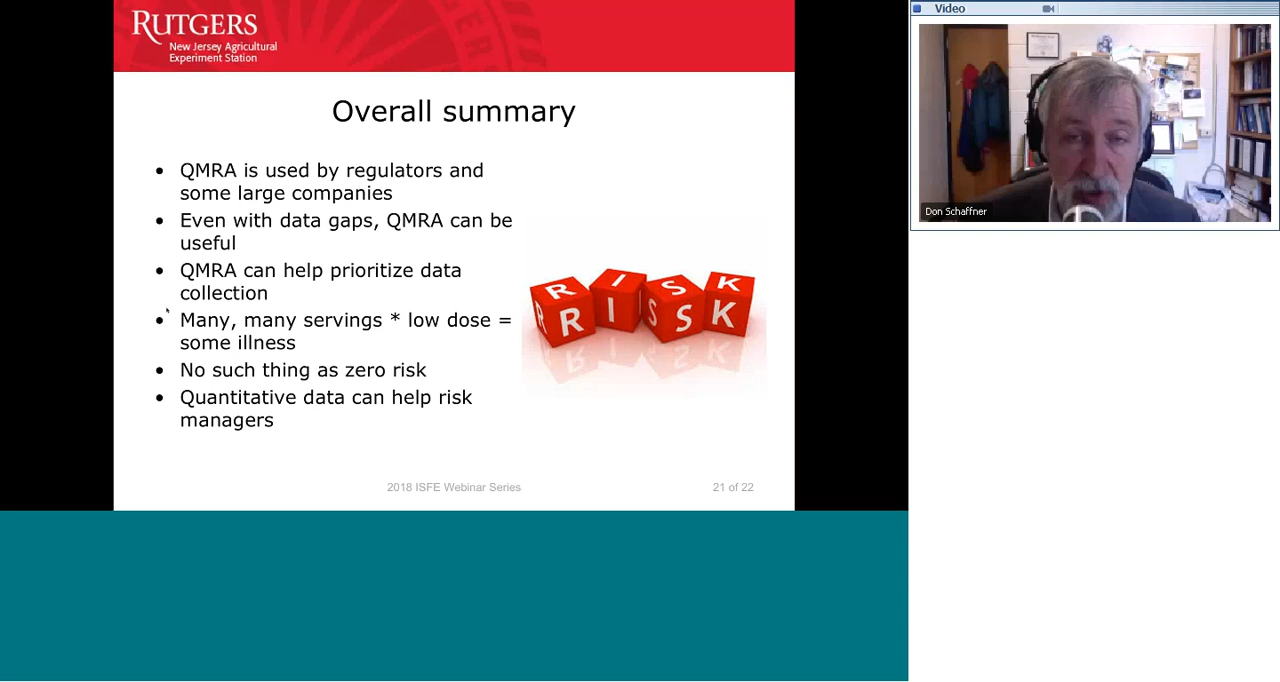 RUTGERS
New Jersey Agricultural
Experiment Station
Overall summary
• QMRA is used by regulators and
some large companies
• Even with data gaps, QMRA can be
useful
• QMRA can help prioritize data
collection
• Many, many servings * low dose =
some illness
• No such thing as zero risk
• Quantitative data can help risk
managers
R I S K
R R I I S S K
2018 ISFE Webinar Series
21 of 22
Video
Don Schaffner